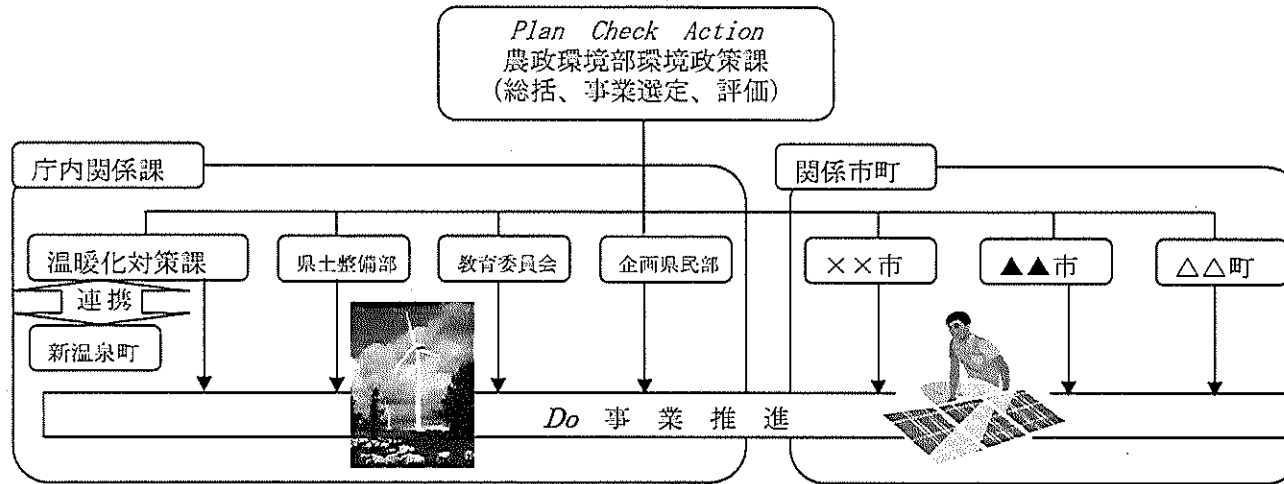 Plan Check Action
農政環境部環境政策課
(総括、事業選定、評価)
庁内関係課
関係市町
温暖化対策課
県土整備部
教育委員会
企画県民部
××市
▲▲市
△△町
連携
新温泉町
Do 事業推進